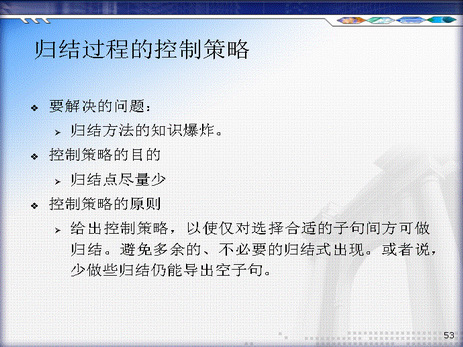 归结过程的控制策略
❖ 要解决的问题：
➢ 归结方法的知识爆炸。
❖ 控制策略的目的
➢ 归结点尽量少
❖ 控制策略的原则
➢ 给出控制策略，以使仅对选择合适的子句间方可做
归结。避免多余的、不必要的归结式出现。或者说，
少做些归结仍能导出空子句。
53